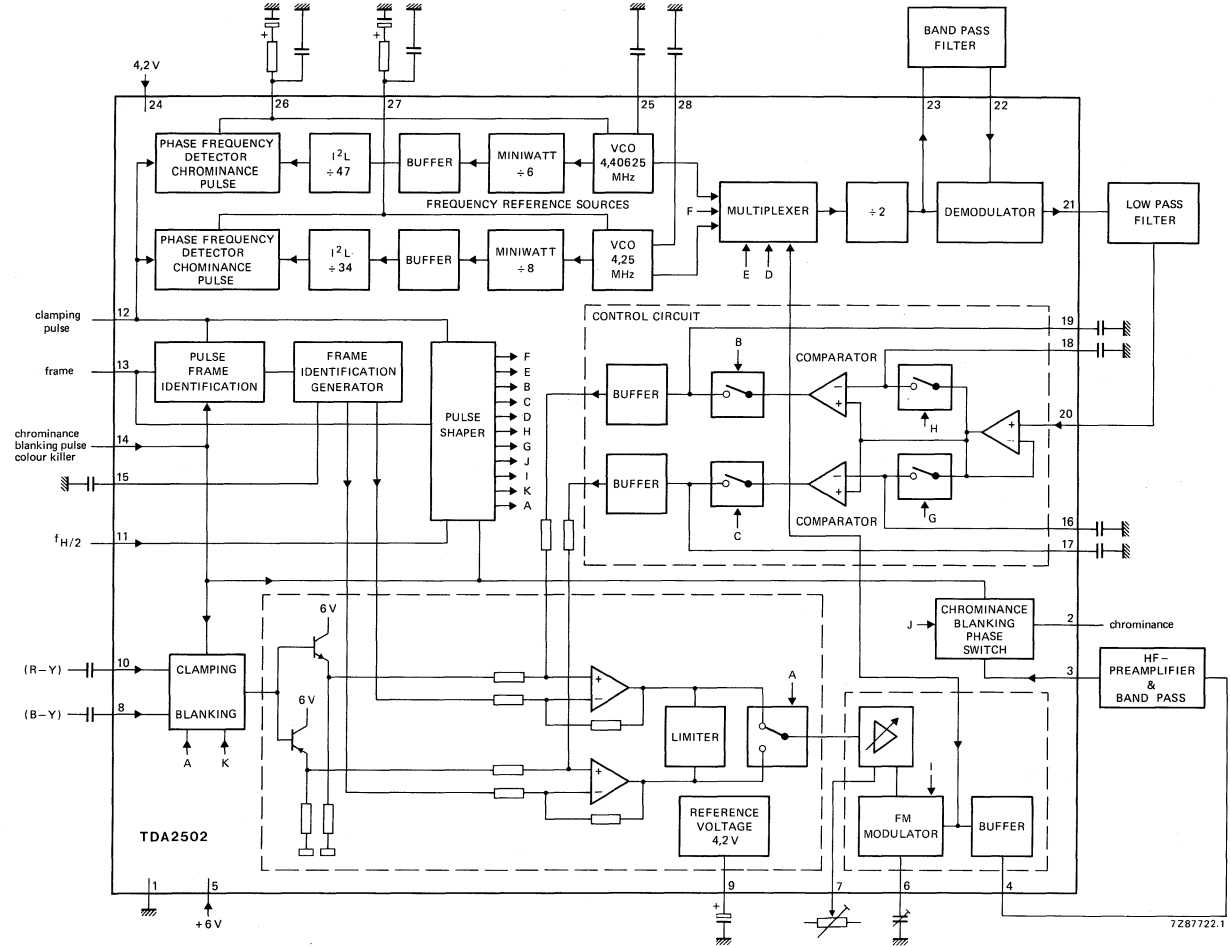 BAND PASS
FILTER
+
+
4,2 V
24
26
27
25
28
23
22
PHASE FREQUENCY
DETECTOR
CHROMINANCE
PULSE
I²L
÷47
BUFFER
MINIWATT
÷6
VCO
4,40625
MHz
FREQUENCY REFERENCE SOURCES
F
MULTIPLEXER
÷2
DEMODULATOR
21
LOW PASS
FILTER
PHASE FREQUENCY
DETECTOR
CHOMINANCE
PULSE
I²L
÷34
BUFFER
MINIWATT
÷8
VCO
4,25
MHz
E
D
clamping
pulse
12
CONTROL CIRCUIT
19
18
frame
13
PULSE
FRAME
IDENTIFICATION
FRAME
IDENTIFICATION
GENERATOR
PULSE
SHAPER
F
E
B
C
D
H
G
J
I
K
A
BUFFER
B
COMPARATOR
−
+
H
+
−
20
chrominance
blanking pulse
colour killer
14
15
BUFFER
C
COMPARATOR
−
+
G
16
17
fH/2
11
6 V
6 V
J
CHROMINANCE
BLANKING
PHASE
SWITCH
2
chrominance
3
HF-
PREAMPLIFIER
&
BAND PASS
(R−Y)
10
CLAMPING
(B−Y)
8
BLANKING
A
K
+
−
LIMITER
A
+
−
REFERENCE
VOLTAGE
4,2 V
FM
MODULATOR
BUFFER
TDA2502
1
5
+6 V
9
+
7
6
4
7Z87722.1